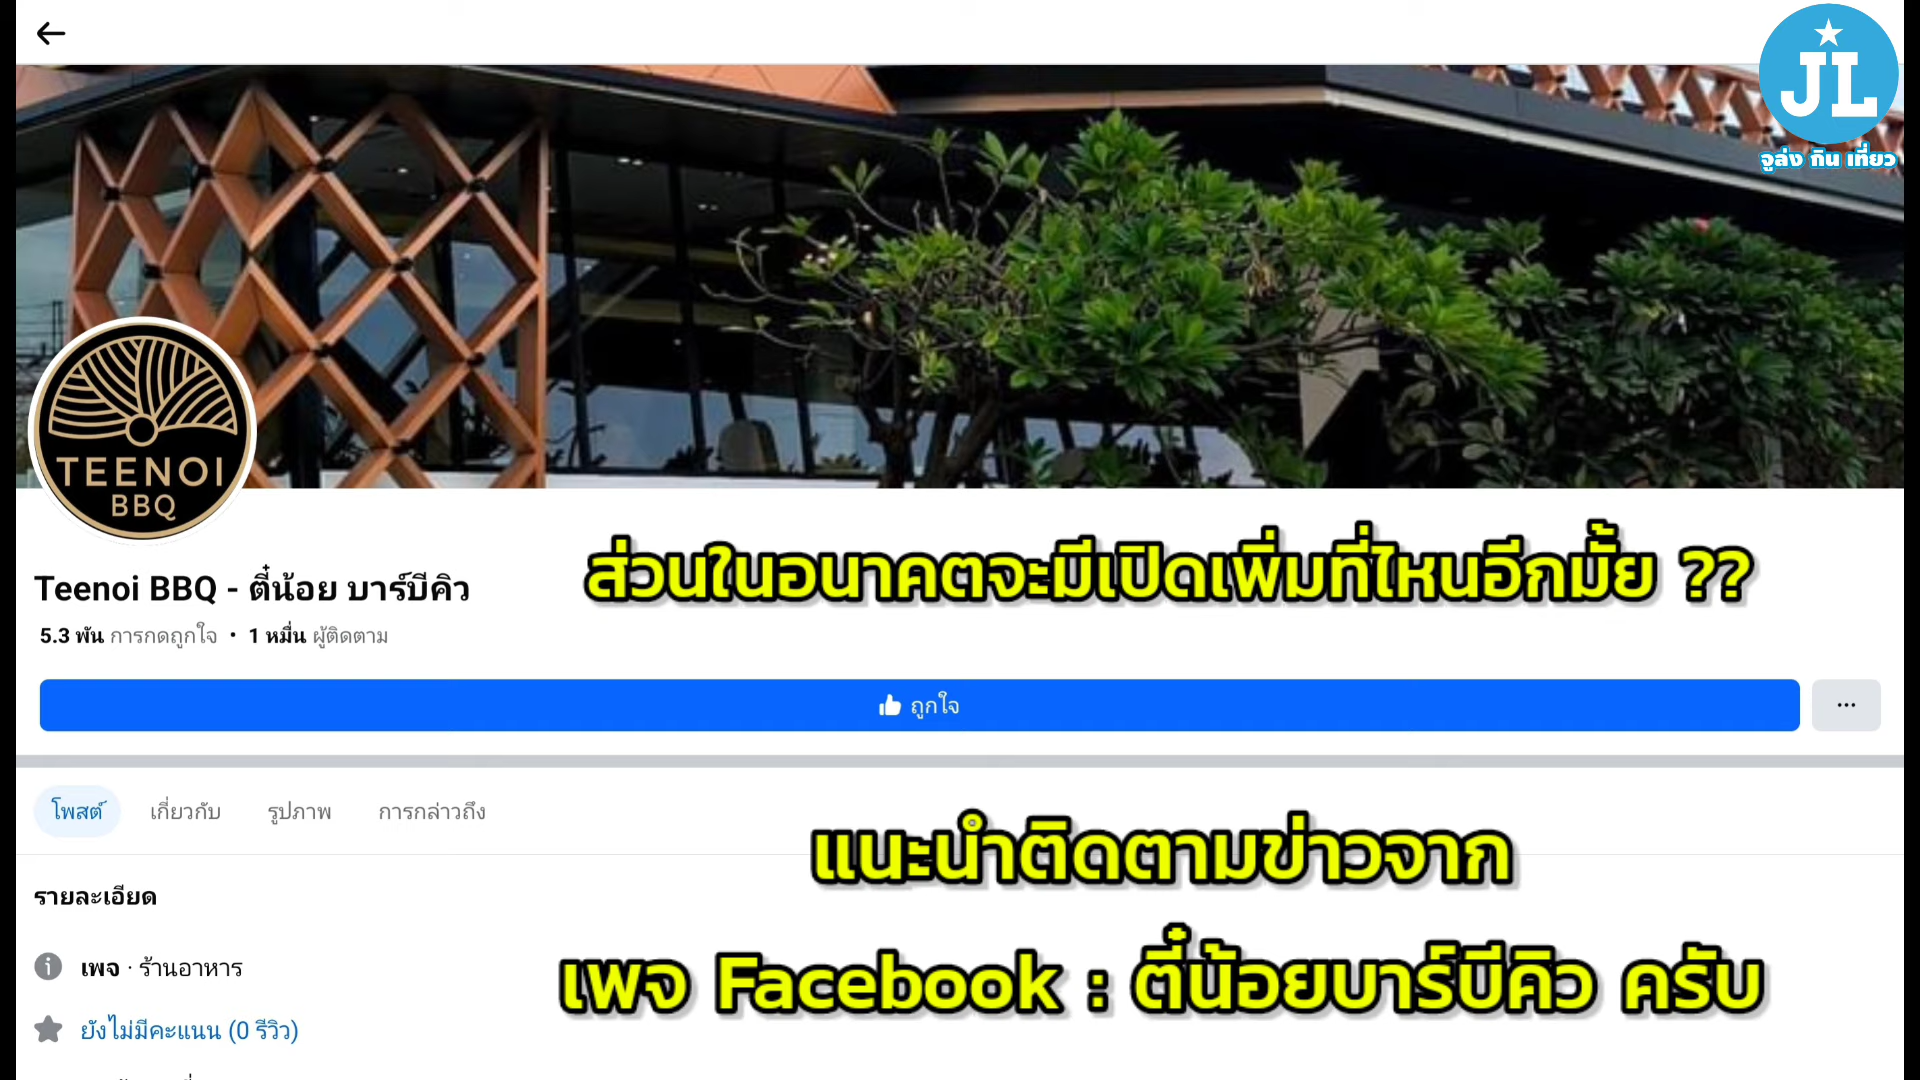 JL
จูล่ง กิน เที่ยว
TEENOI
BBQ
Teenoi BBQ - ตี๋น้อย บาร์บีคิว
5.3 พัน การกดถูกใจ • 1 หมื่น ผู้ติดตาม
ส่วนในอนาคตจะมีเปิดเพิ่มที่ไหนอีกมั้ย ??
ถูกใจ
โพสต์ เกี่ยวกับ รูปภาพ การกล่าวถึง
แนะนำติดตามข่าวจาก
เพจ Facebook : ตี๋น้อยบาร์บีคิว ครับ
รายละเอียด
เพจ · ร้านอาหาร
ยังไม่มีคะแนน (0 รีวิว)